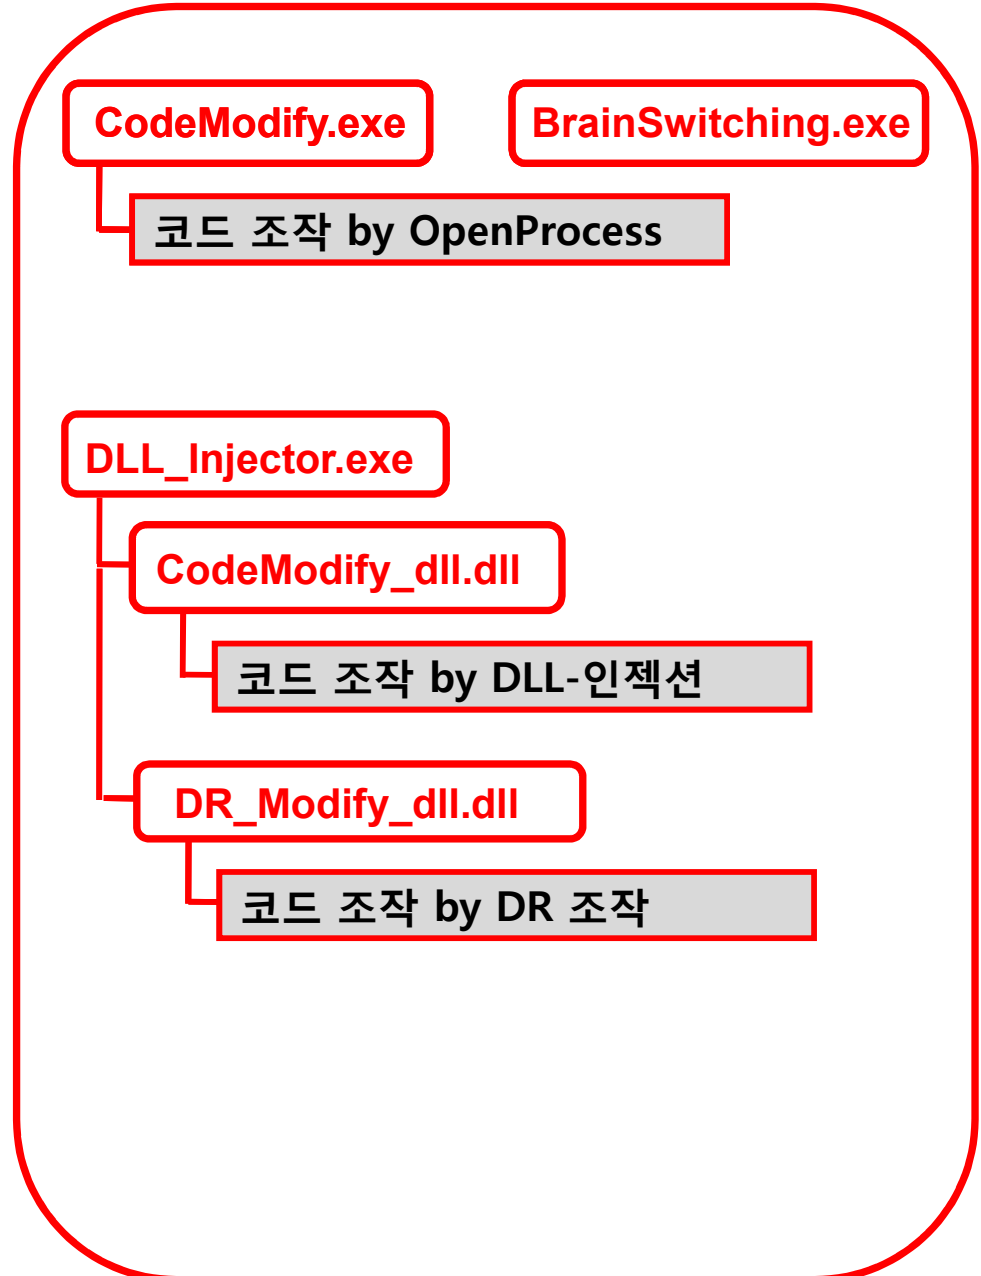 CodeModify.exe
BrainSwitching.exe
코드 조작 by OpenProcess
DLL_Injector.exe
CodeModify_dll.dll
코드 조작 by DLL-인젝션
DR_Modify_dll.dll
코드 조작 by DR 조작